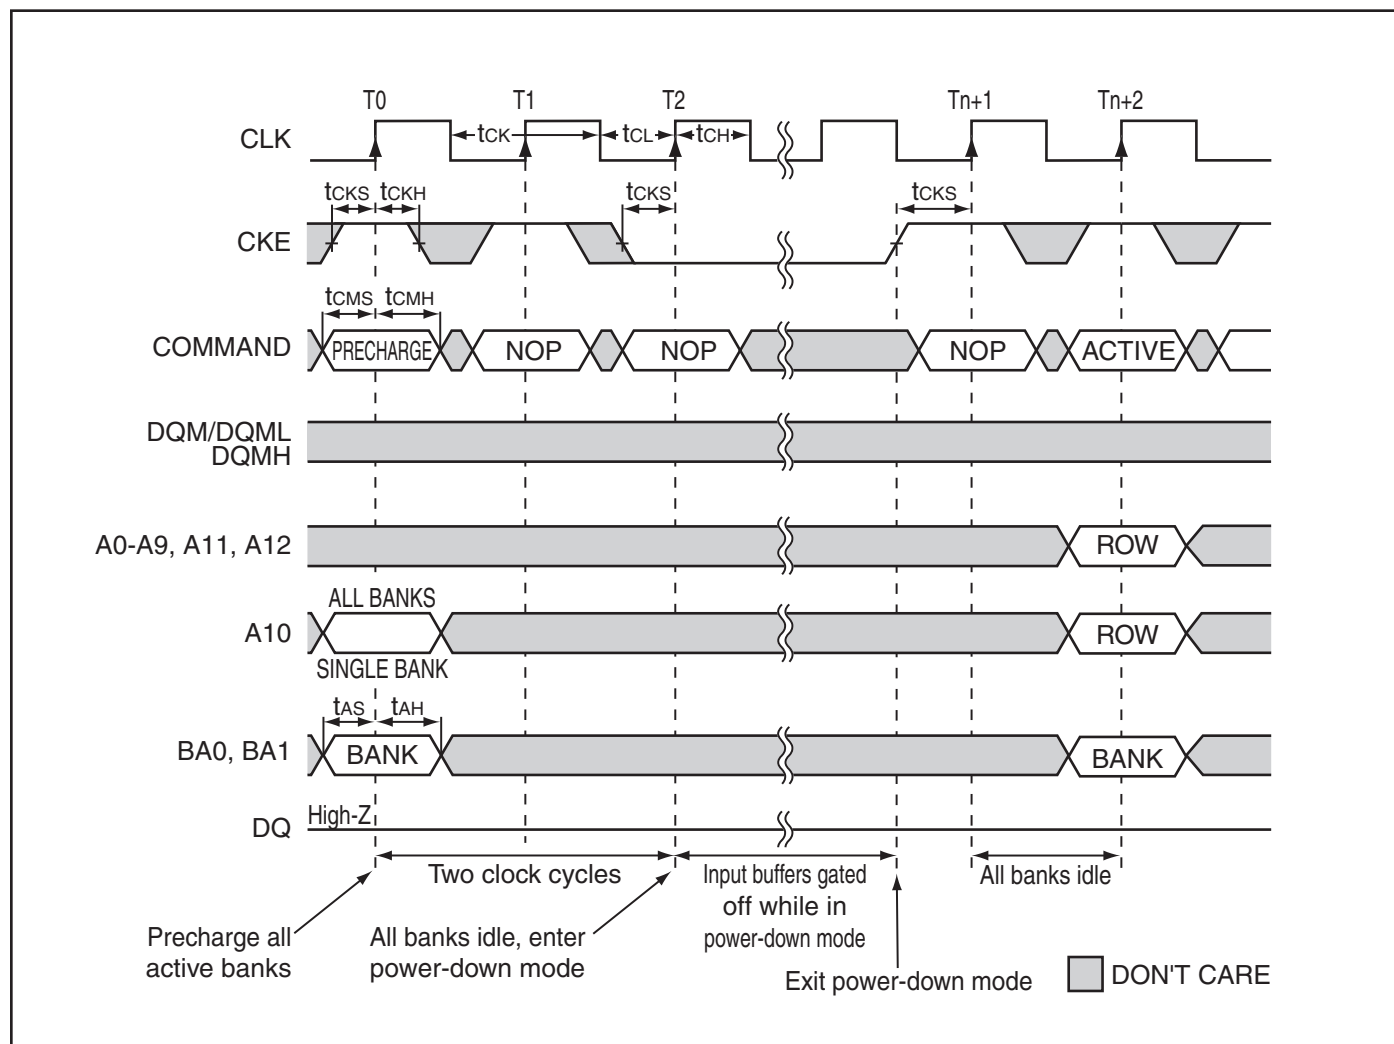 T0 T1 T2 Tn+1 Tn+2
CLK tCK tCL tCH
tCKS tCKH tCKS tCKS
CKE
tCMS tCMH
COMMAND PRECHARGE NOP NOP NOP ACTIVE
DQM/DQML
DQMH
A0-A9, A11, A12 ROW
ALL BANKS
A10 ROW
SINGLE BANK
tAS tAH
BA0, BA1 BANK BANK
DQ High-Z
Two clock cycles
Input buffers gated
off while in
power-down mode
All banks idle
Precharge all
active banks
All banks idle, enter
power-down mode
Exit power-down mode
DON'T CARE